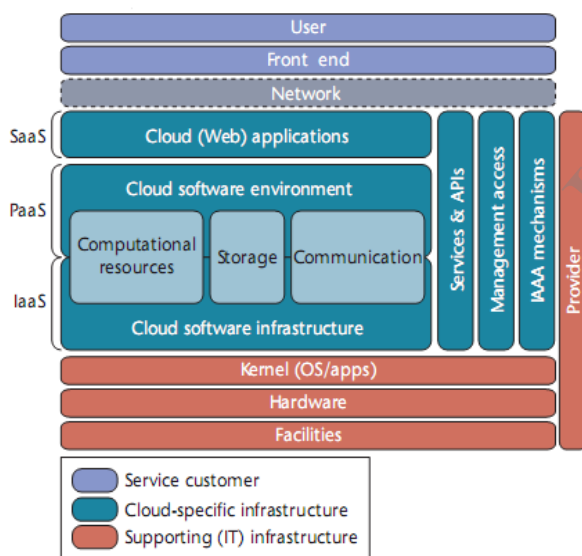 User
Front end
Network
SaaS
Cloud (Web) applications
PaaS
Cloud software environment
Computational
resources
Storage
Communication
IaaS
Cloud software infrastructure
Services & APIs
Management access
IAAA mechanisms
Provider
Kernel (OS/apps)
Hardware
Facilities
Service customer
Cloud-specific infrastructure
Supporting (IT) infrastructure